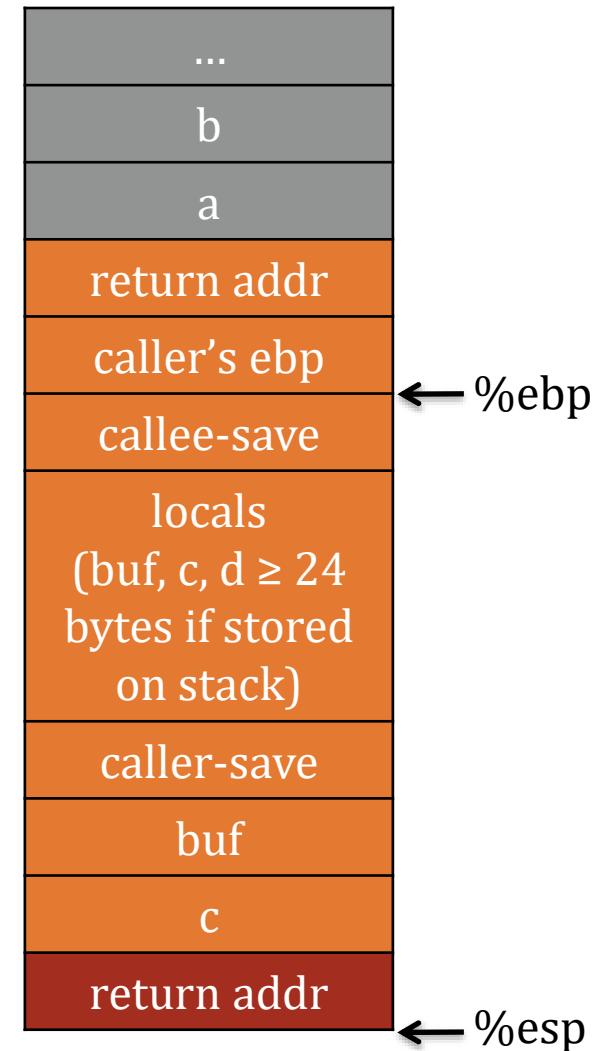 ...
b
a
return addr
caller's ebp
%ebp
callee-save
locals
(buf, c, d ≥ 24
bytes if stored
on stack)
caller-save
buf
c
return addr
%esp